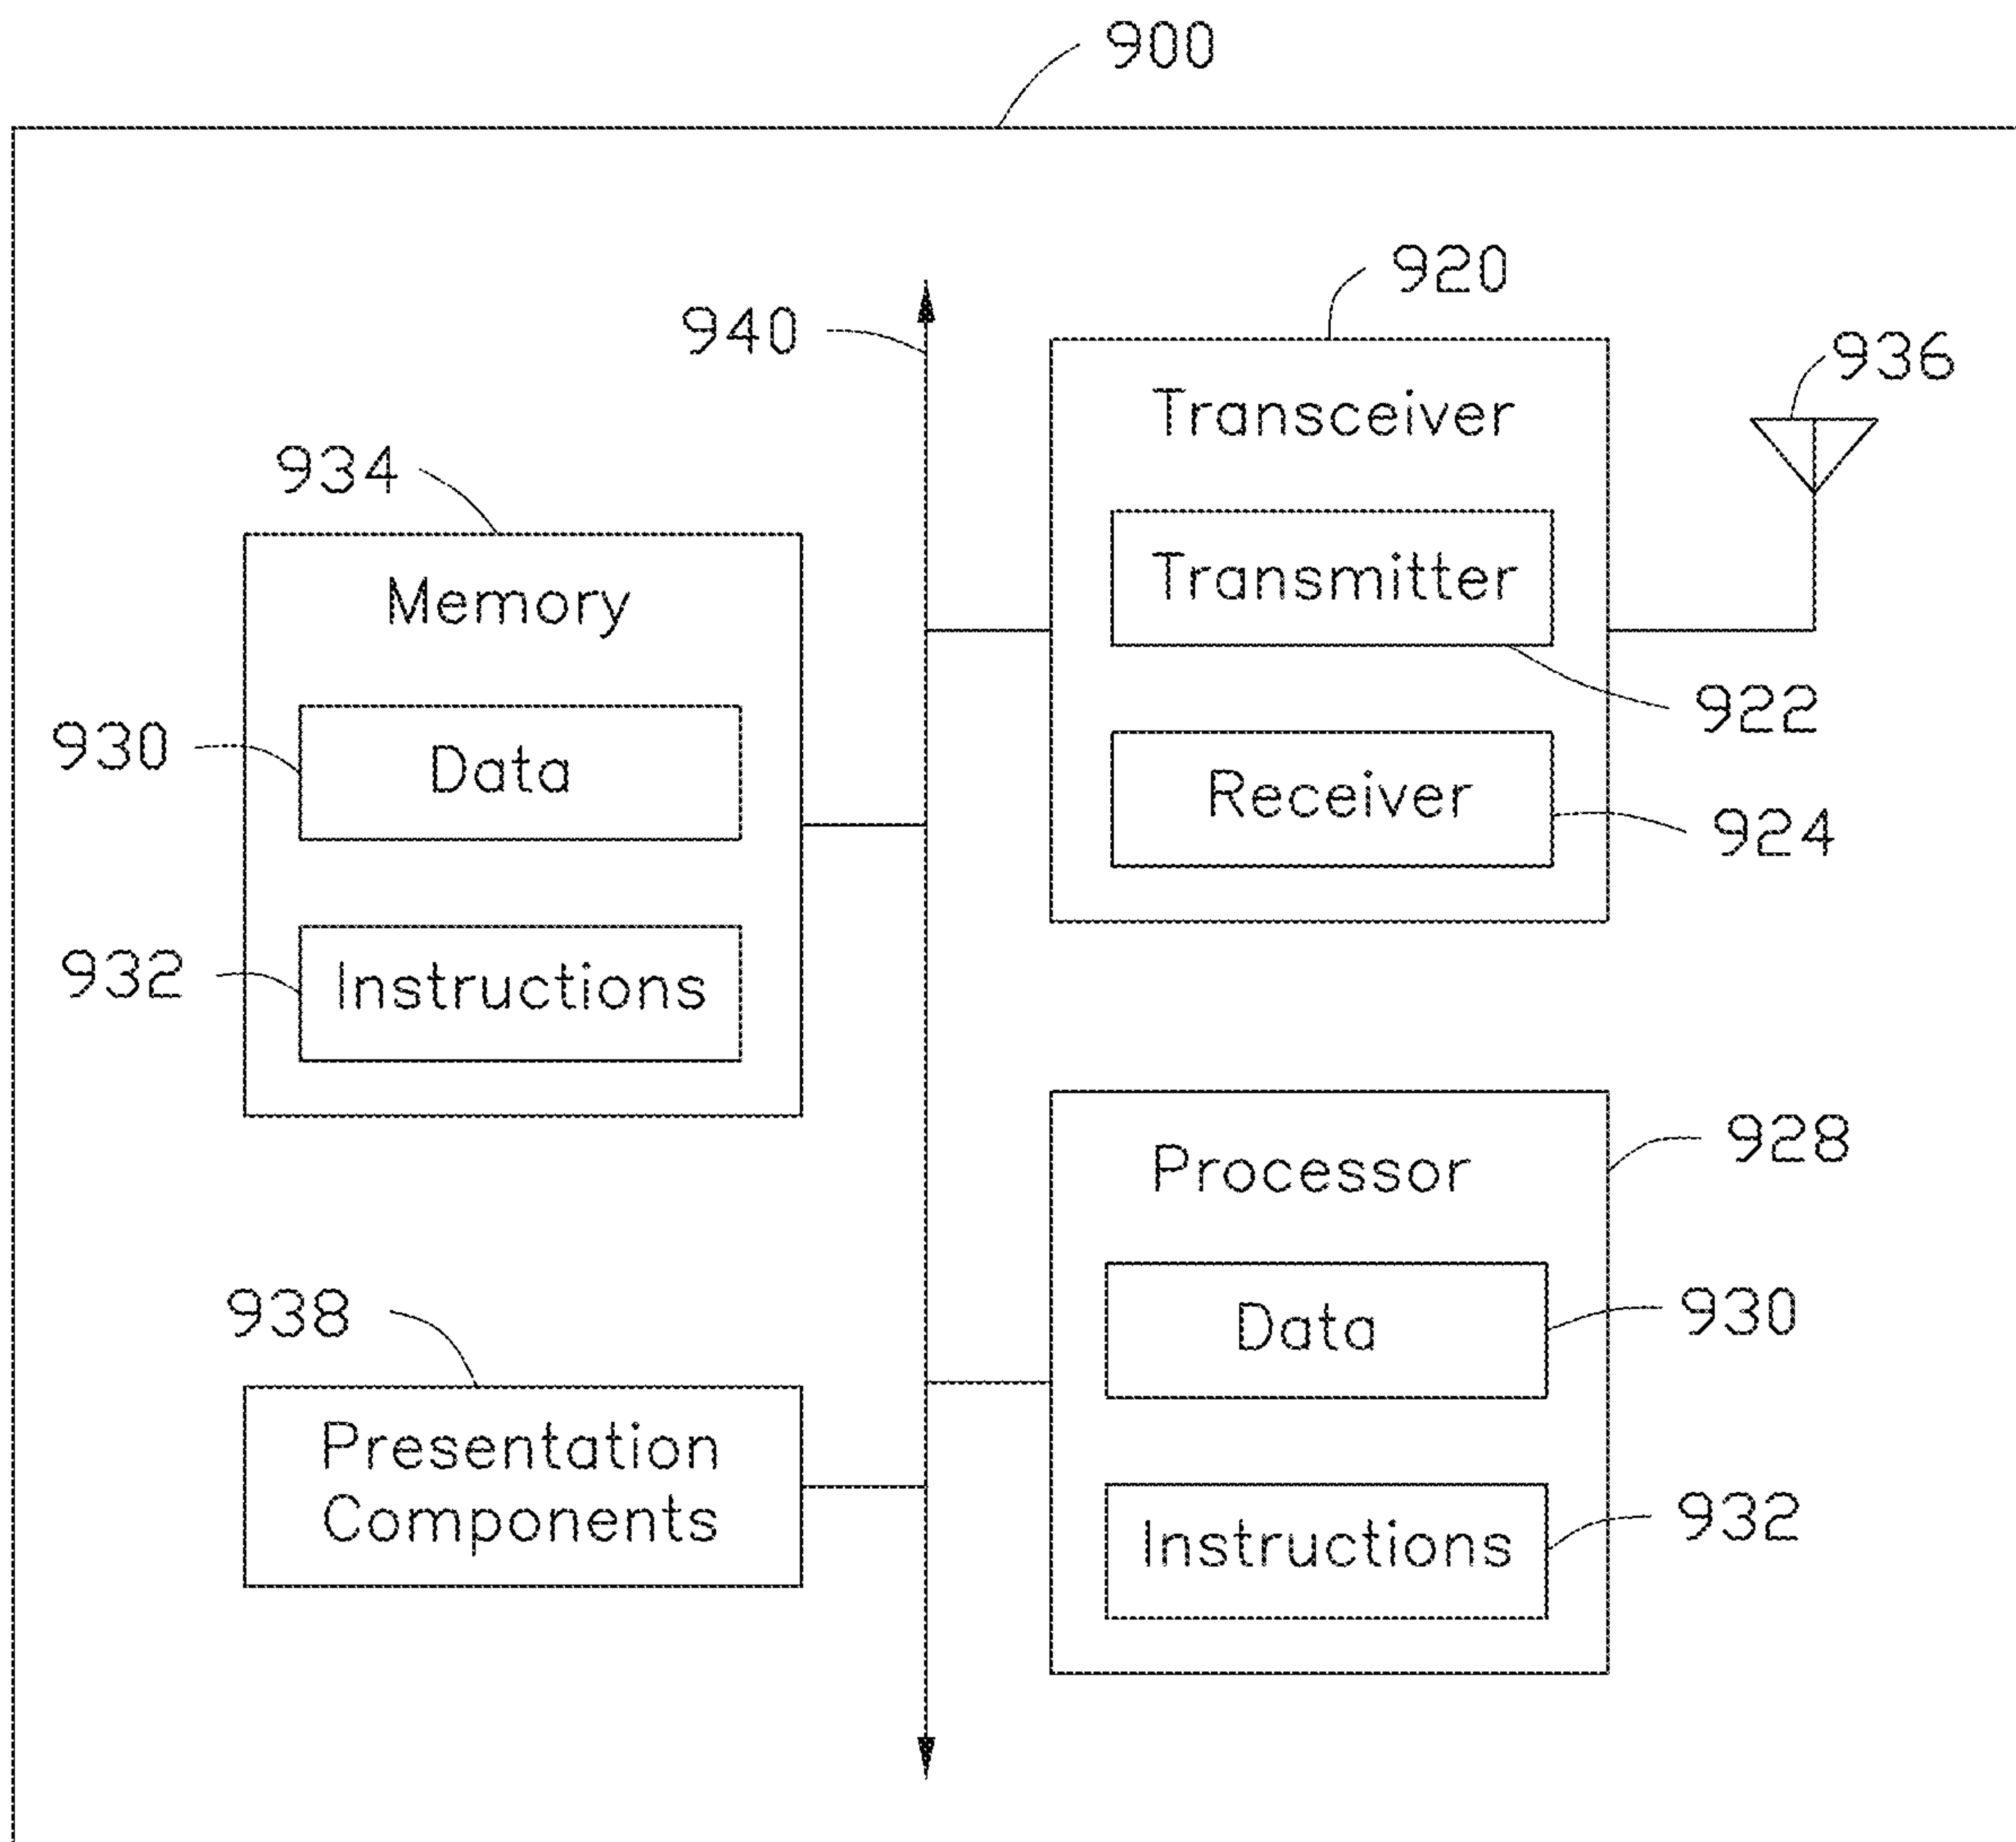 900
920
940
936
Transceiver
934
Transmitter
Memory
922
930
Data
Receiver
924
932
Instructions
928
Processor
938
930
Data
Presentation
Components
932
Instructions